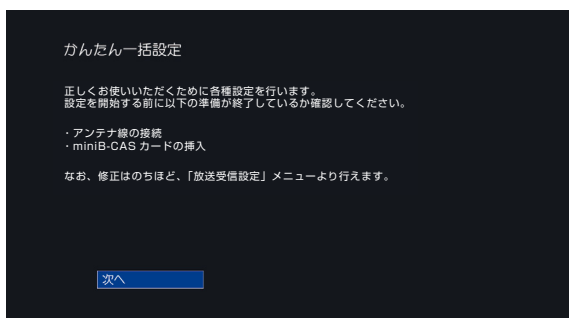 かんたん一括設定
正しくお使いいただくために各種設定を行います。
設定を開始する前に以下の準備が終了しているか確認してください。
・アンテナ線の接続
・miniB-CAS カードの挿入
なお、修正はのちほど、「放送受信設定」メニューより行えます。
次へ